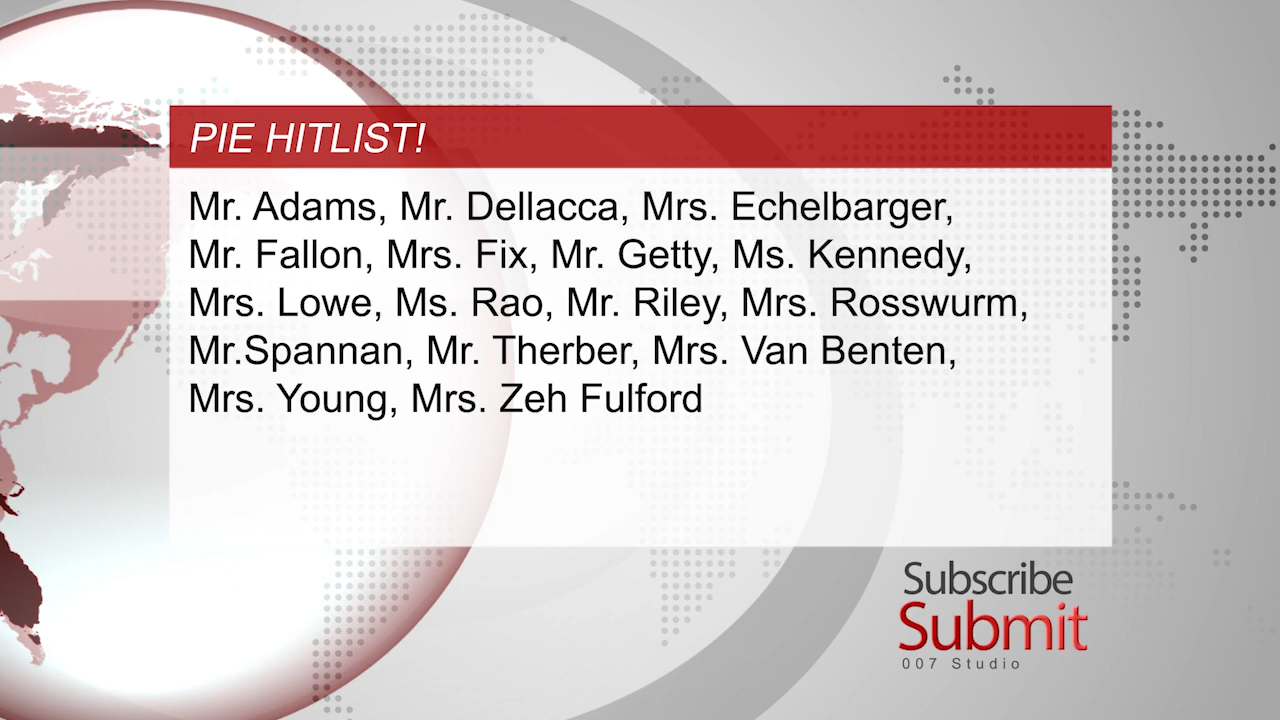 PIE HITLIST!
Mr. Adams, Mr. Dellacca, Mrs. Echelbarger,
Mr. Fallon, Mrs. Fix, Mr. Getty, Ms. Kennedy,
Mrs. Lowe, Ms. Rao, Mr. Riley, Mrs. Rosswurm,
Mr.Spannan, Mr. Therber, Mrs. Van Benten,
Mrs. Young, Mrs. Zeh Fulford
Subscribe
Submit
007 Studio